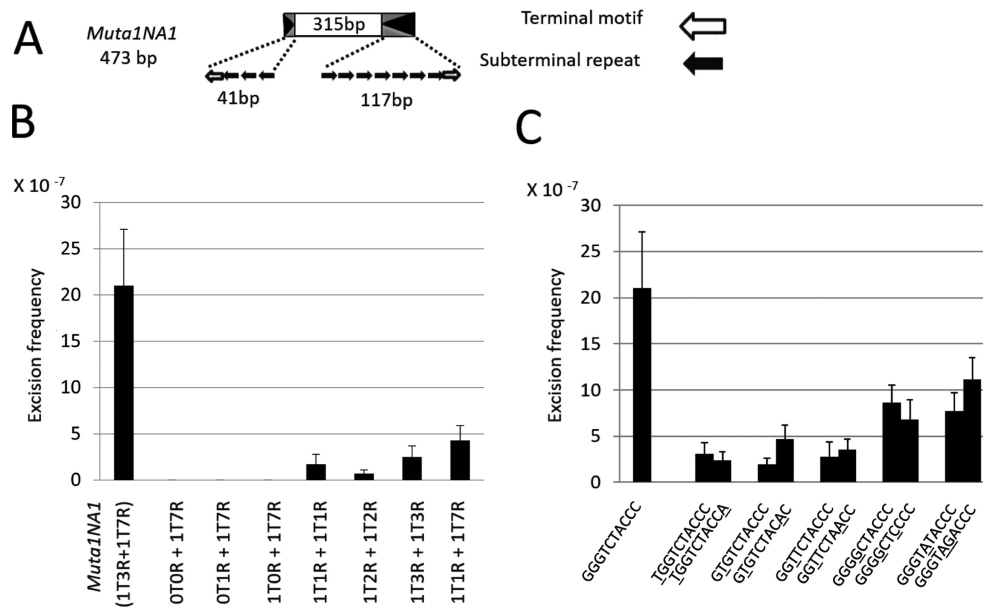 A
Muta1NA1
473 bp
315bp
41bp
117bp
Terminal motif
Subterminal repeat
B
X 10 -7
30
25
20
15
10
5
0
Excision frequency
Muta1NA1
(1T3R+1T7R)
0T0R + 1T7R
0T1R + 1T7R
1T0R + 1T7R
1T1R + 1T1R
1T2R + 1T2R
1T3R + 1T3R
1T1R + 1T7R
C
X 10 -7
30
25
20
15
10
5
0
Excision frequency
GGGTCTACCC
TGGTCTACCC
TGGTCTACCA
GTGTCTACCC
GTGTCTACAC
GGTTCTACCC
GGTTCTAACC
GGGGCTACCC
GGGGCTCCCC
GGGTATACCC
GGGTAGACCC